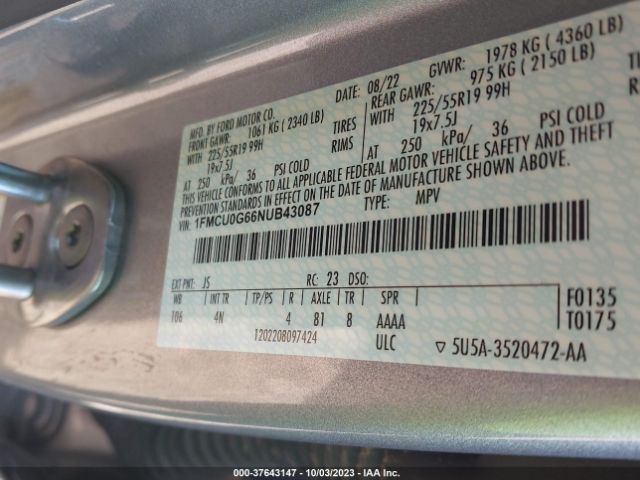 MFD. BY FORD MOTOR CO.
DATE: 08/22 GVWR: 1978 KG ( 4360 LB)
FRONT GAWR: 1061 KG ( 2340 LB) REAR GAWR: 975 KG ( 2150 LB)
WITH 225/55R19 99H TIRES WITH 225/55R19 99H
19x7.5J RIMS 19x7.5J
AT 250 kPa/ 36 PSI COLD AT 250 kPa/ 36 PSI COLD
THIS VEHICLE CONFORMS TO ALL APPLICABLE FEDERAL MOTOR VEHICLE SAFETY AND THEFT
PREVENTION STANDARDS IN EFFECT ON THE DATE OF MANUFACTURE SHOWN ABOVE.
VIN: 1FMCU0G66NUB43087 TYPE: MPV
EXT PNT: JS RC: 23 DSO:
WB INT TR TP/PS R AXLE TR SPR
106 4N 4 81 8 AAAA
F0135
T0175
1202208097424 ULC
▽ 5U5A-3520472-AA
000-37643147 - 10/03/2023 - IAA Inc.